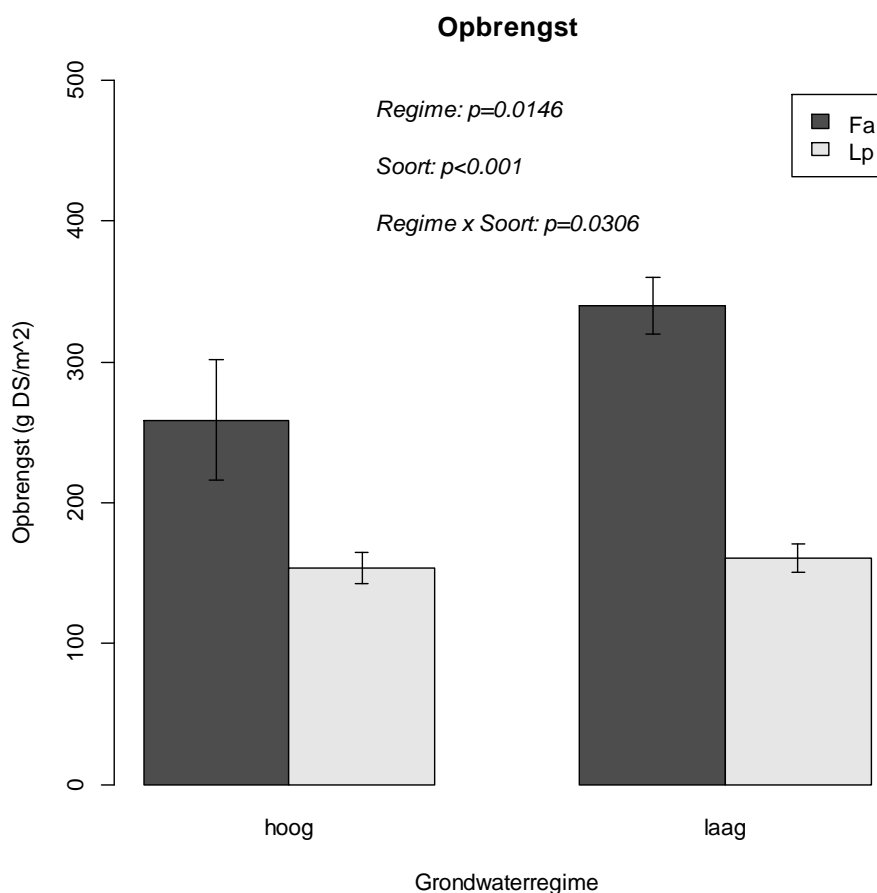 Opbrengst
Regime: p=0.0146
Soort: p<0.001
Regime x Soort: p=0.0306
Fa
Lp
Opbrengst (g DS/m^2)
500
400
300
200
100
0
hoog laag
Grondwaterregime